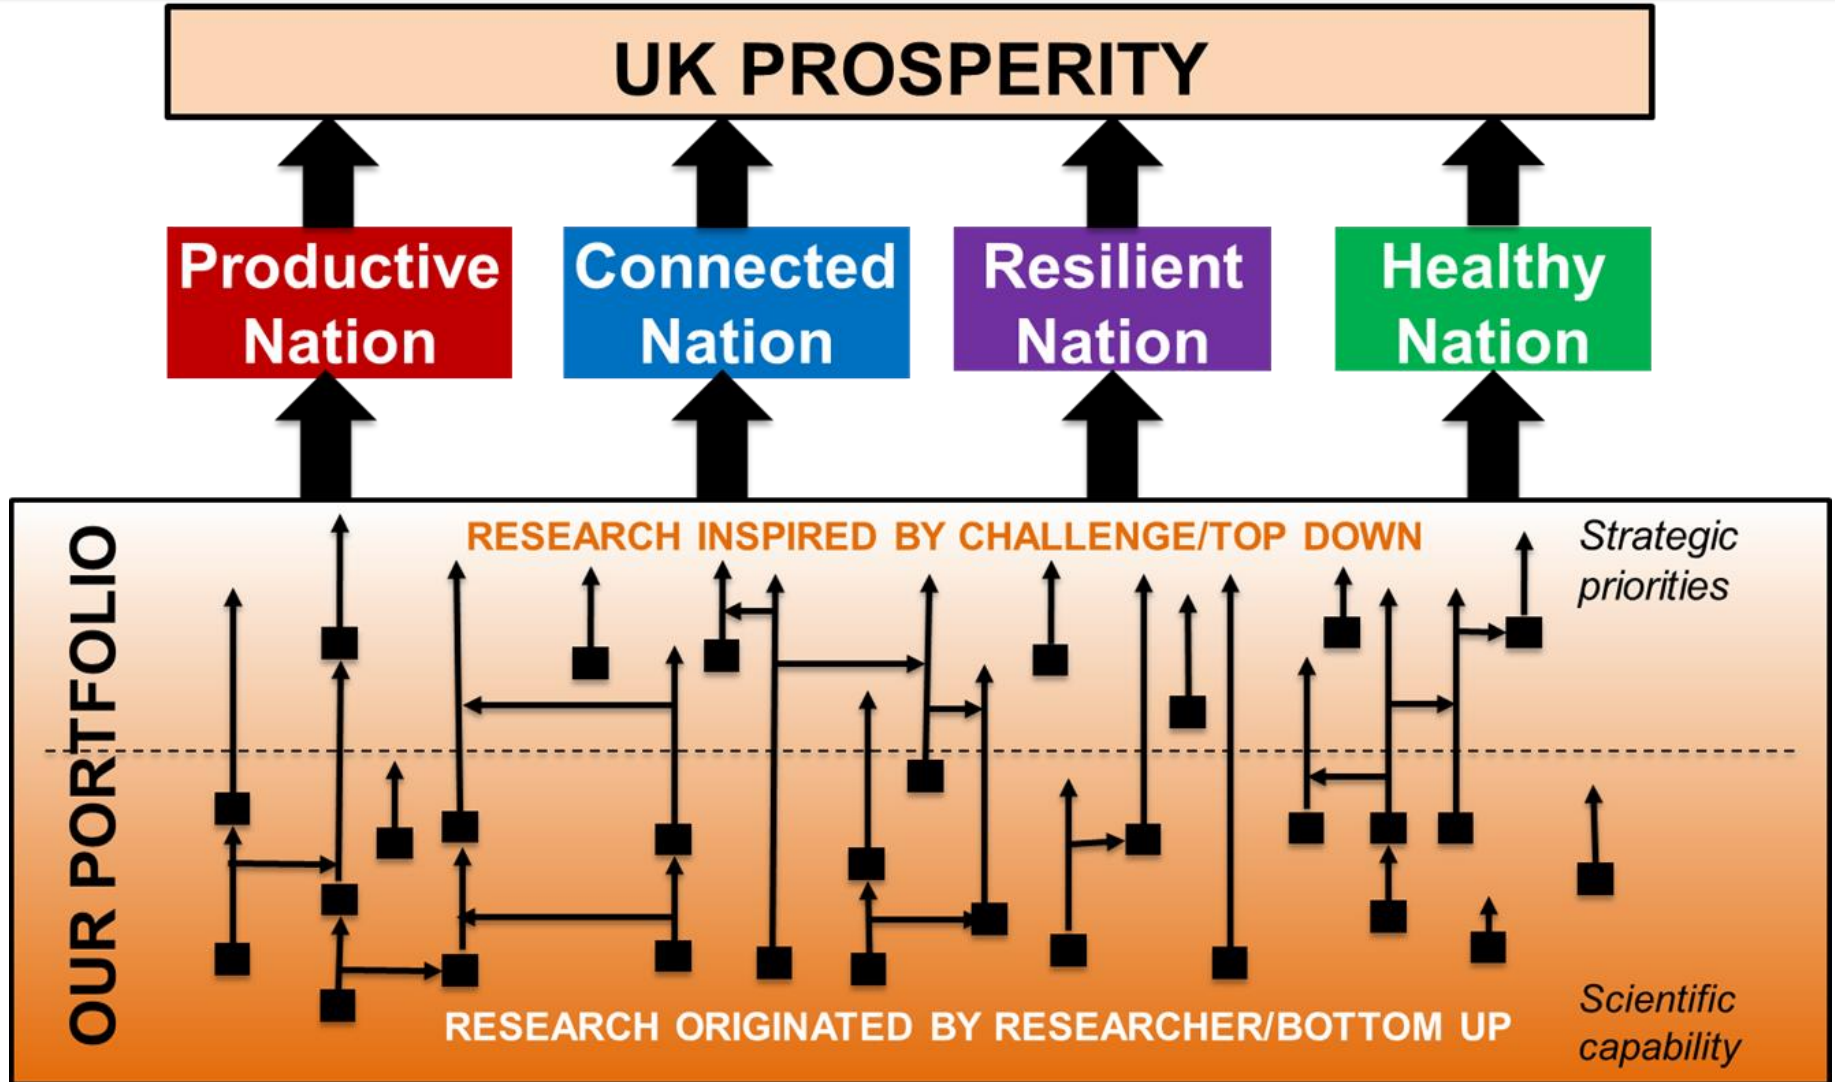 UK PROSPERITY
Productive
Nation
Connected
Nation
Resilient
Nation
Healthy
Nation
OUR PORTFOLIO
RESEARCH INSPIRED BY CHALLENGE/TOP DOWN
Strategic
priorities
RESEARCH ORIGINATED BY RESEARCHER/BOTTOM UP
Scientific
capability